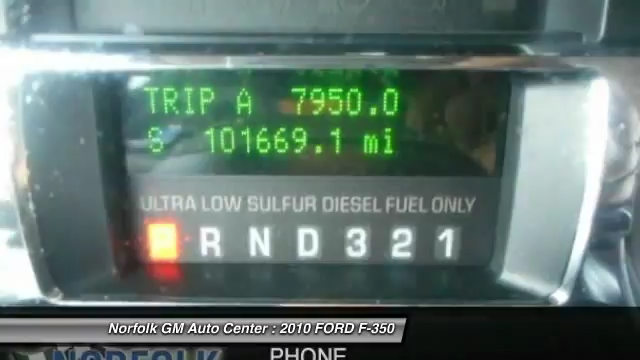 TRIP A 7950.0
101669.1 mi
ULTRA LOW SULFUR DIESEL FUEL ONLY
P R N D 3 2 1
Norfolk GM Auto Center : 2010 FORD F-350
NORFOLK
PHONE